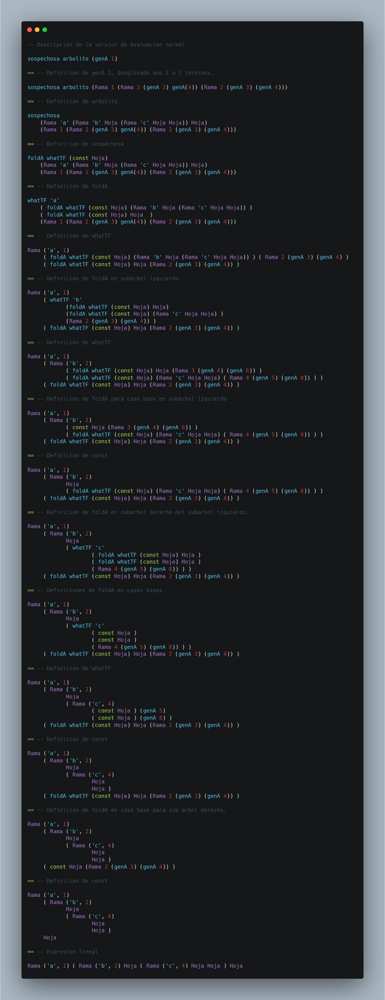 -- Descripcion de la version de evaluacion normal.
sospechosa arbolito (genA 1)
== -- Definicion de genA 1, desglosada uno 2 a 3 terminos.
sospechosa arbolito (Rama 1 (Rama 2 (genA 3) genA(4)) (Rama 2 (genA 3) (genA 4)))
== -- Definicion de arbolito
sospechosa
    (Rama 'a' (Rama 'b' Hoja (Rama 'c' Hoja Hoja)) Hoja)
    (Rama 1 (Rama 2 (genA 3) genA(4)) (Rama 2 (genA 3) (genA 4)))
== -- Definicion de sospechosa
foldA whatTF (const Hoja)
    (Rama 'a' (Rama 'b' Hoja (Rama 'c' Hoja Hoja)) Hoja)
    (Rama 1 (Rama 2 (genA 3) genA(4)) (Rama 2 (genA 3) (genA 4)))
== -- Definicion de foldA
whatTF 'a'
    ( foldA whatTF (const Hoja) (Rama 'b' Hoja (Rama 'c' Hoja Hoja)) )
    ( foldA whatTF (const Hoja) Hoja  )
    (Rama 1 (Rama 2 (genA 3) genA(4)) (Rama 2 (genA 3) (genA 4)))
== -- Definición de whatTF
Rama ('a', 1)
     ( foldA whatTF (const Hoja) (Rama 'b' Hoja (Rama 'c' Hoja Hoja)) ) ( Rama 2 (genA 3) (genA 4) )
     ( foldA whatTF (const Hoja) Hoja (Rama 2 (genA 3) (genA 4)) )
== -- Definicion de foldA en subárbol izquierdo
Rama ('a', 1)
     ( whatTF 'b'
            (foldA whatTF (const Hoja) Hoja)
            (foldA whatTF (const Hoja) (Rama 'c' Hoja Hoja) )
            (Rama 2 (genA 3) (genA 4)) )
     ( foldA whatTF (const Hoja) Hoja (Rama 2 (genA 3) (genA 4)) )
== -- Definicion de whatTF
Rama ('a', 1)
     ( Rama ('b', 2)
            ( foldA whatTF (const Hoja) Hoja (Rama 3 (genA 4) (genA 6)) )
            ( foldA whatTF (const Hoja) (Rama 'c' Hoja Hoja) ( Rama 4 (genA 5) (genA 8)) ) )
     ( foldA whatTF (const Hoja) Hoja (Rama 2 (genA 3) (genA 4)) )
== -- Definicion de foldA para caso base en subárbol izquierdo
Rama ('a', 1)
     ( Rama ('b', 2)
            ( const Hoja (Rama 3 (genA 4) (genA 6)) )
            ( foldA whatTF (const Hoja) (Rama 'c' Hoja Hoja) ( Rama 4 (genA 5) (genA 8)) ) )
     ( foldA whatTF (const Hoja) Hoja (Rama 2 (genA 3) (genA 4)) )
== -- Definicion de const
Rama ('a', 1)
     ( Rama ('b', 2)
            Hoja
            ( foldA whatTF (const Hoja) (Rama 'c' Hoja Hoja) ( Rama 4 (genA 5) (genA 8)) ) )
     ( foldA whatTF (const Hoja) Hoja (Rama 2 (genA 3) (genA 4)) )
== -- Definicion de foldA en subarbol derecho del subarbol izquierdo.
Rama ('a', 1)
     ( Rama ('b', 2)
            Hoja
            ( whatTF 'c'
                    ( foldA whatTF (const Hoja) Hoja )
                    ( foldA whatTF (const Hoja) Hoja )
                    ( Rama 4 (genA 5) (genA 8)) ) )
     ( foldA whatTF (const Hoja) Hoja (Rama 2 (genA 3) (genA 4)) )
== -- Definiciones de foldA en casos bases
Rama ('a', 1)
     ( Rama ('b', 2)
            Hoja
            ( whatTF 'c'
                    ( const Hoja )
                    ( const Hoja )
                    ( Rama 4 (genA 5) (genA 8)) ) )
     ( foldA whatTF (const Hoja) Hoja (Rama 2 (genA 3) (genA 4)) )
== -- Definicion de whatTF
Rama ('a', 1)
     ( Rama ('b', 2)
            Hoja
            ( Rama ('c', 4)
                    ( const Hoja ) (genA 5)
                    ( const Hoja ) (genA 8) )
     ( foldA whatTF (const Hoja) Hoja (Rama 2 (genA 3) (genA 4)) )
== -- Definicion de const
Rama ('a', 1)
     ( Rama ('b', 2)
            Hoja
            ( Rama ('c', 4)
                    Hoja
                    Hoja )
     ( foldA whatTF (const Hoja) Hoja (Rama 2 (genA 3) (genA 4)) )
== -- Definicion de foldA en caso base para sub arbol derecho.
Rama ('a', 1)
     ( Rama ('b', 2)
            Hoja
            ( Rama ('c', 4)
                    Hoja
                    Hoja )
     ( const Hoja (Rama 2 (genA 3) (genA 4)) )
== -- Definicion de const
Rama ('a', 1)
     ( Rama ('b', 2)
            Hoja
            ( Rama ('c', 4)
                    Hoja
                    Hoja )
     Hoja
== -- Expresion lineal
Rama ('a', 1) ( Rama ('b', 2) Hoja ( Rama ('c', 4) Hoja Hoja ) Hoja